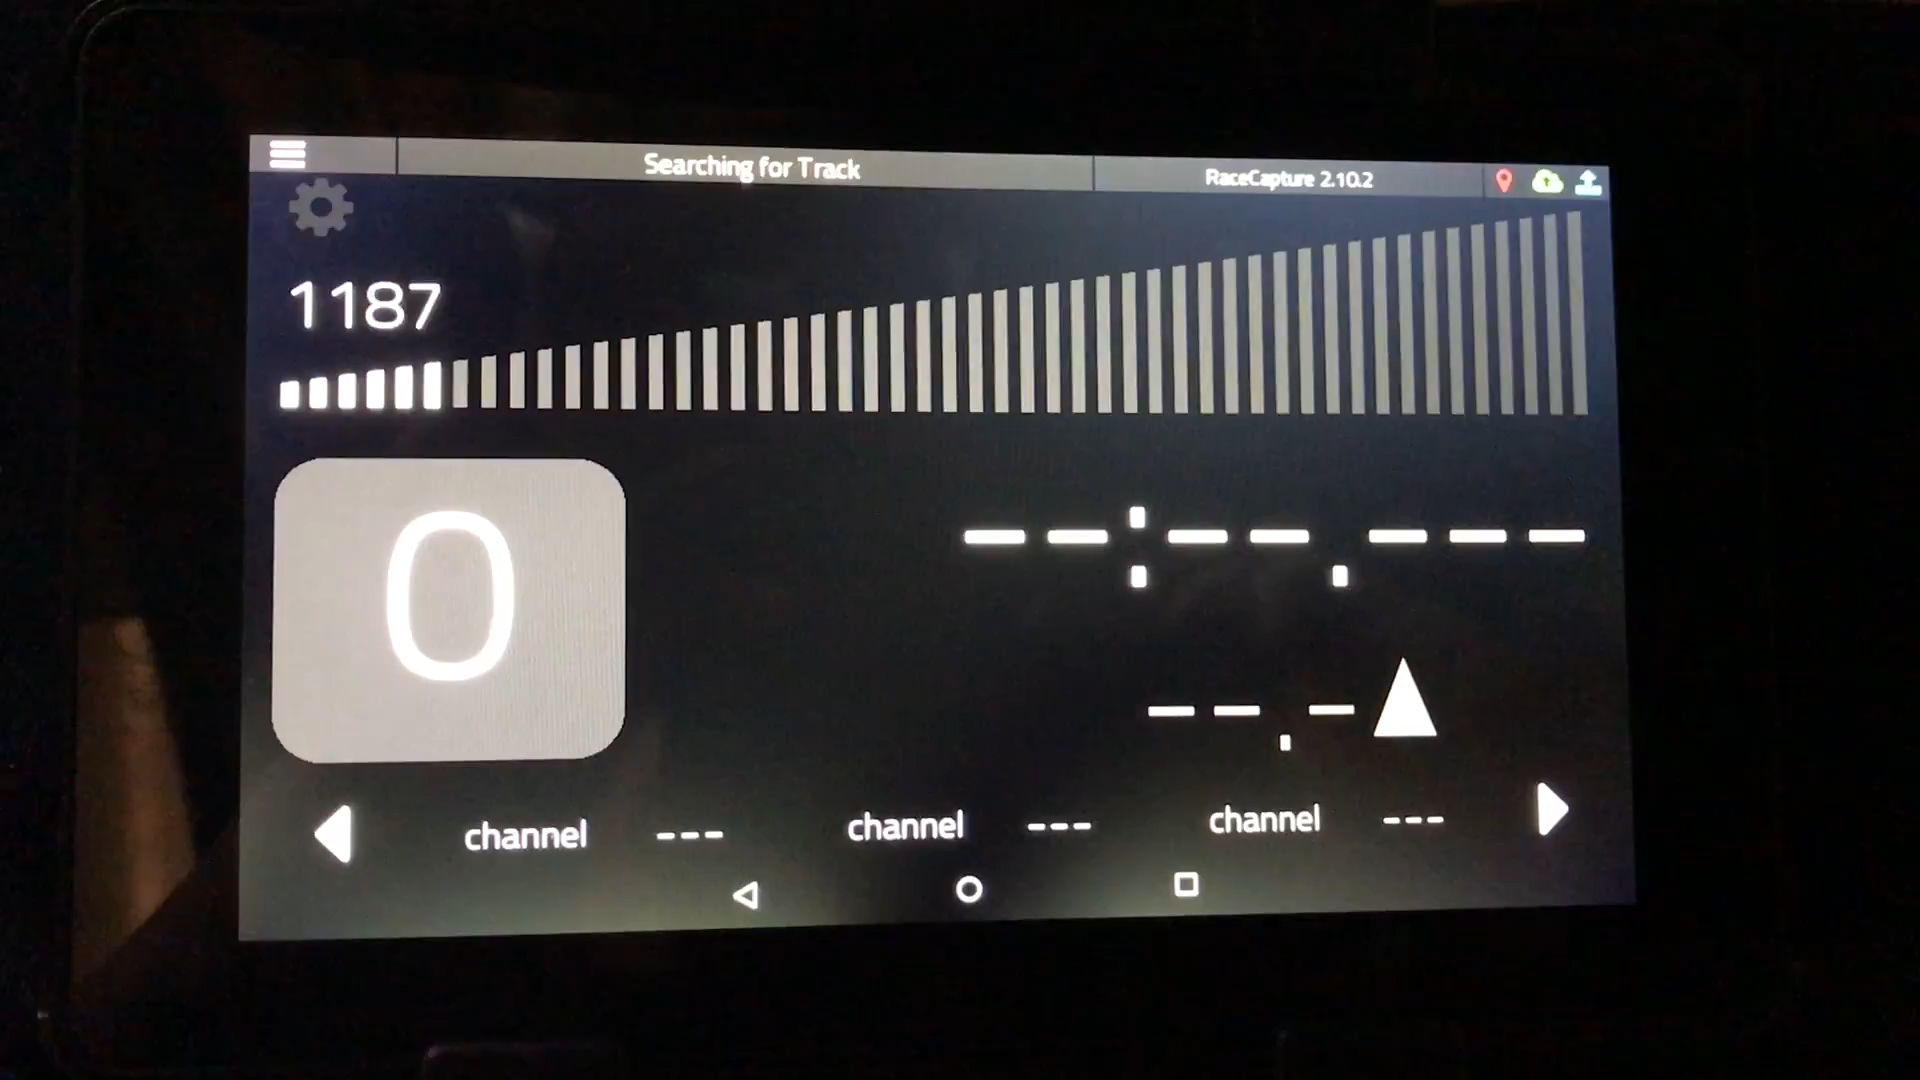 Searching for Track
RaceCapture 2.10.2
1187
0
--:--.---
--.-
channel ---
channel ---
channel ---